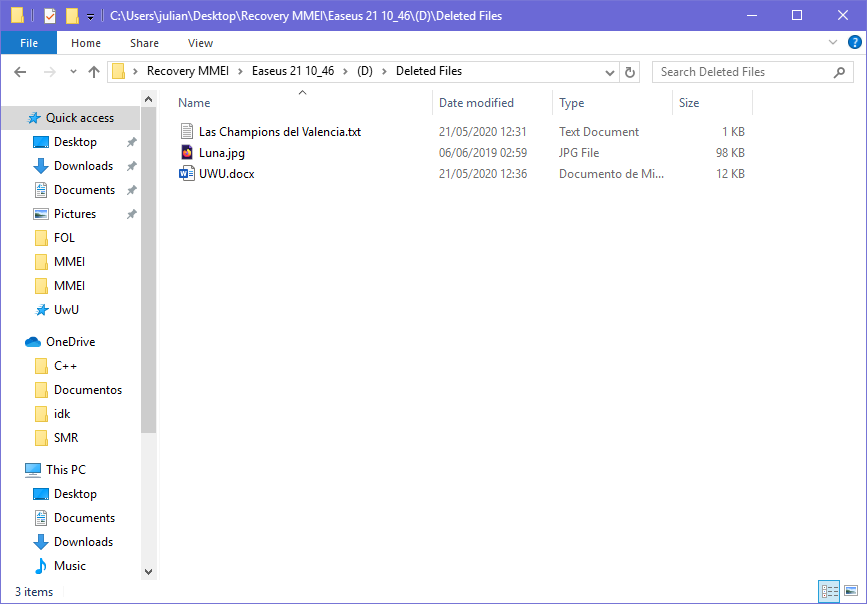 C:\Users\julian\Desktop\Recovery MMEI\Easeus 21 10_46\(D)\Deleted Files
File Home Share View
Recovery MMEI Easeus 21 10_46 (D) Deleted Files Search Deleted Files
Name Date modified Type Size
Las Champions del Valencia.txt 21/05/2020 12:31 Text Document 1 KB
Luna.jpg 06/06/2019 02:59 JPG File 98 KB
UWU.docx 21/05/2020 12:36 Documento de Mi... 12 KB
Quick access
Desktop
Downloads
Documents
Pictures
FOL
MMEI
MMEI
UwU
OneDrive
C++
Documentos
idk
SMR
This PC
Desktop
Documents
Downloads
Music
3 items